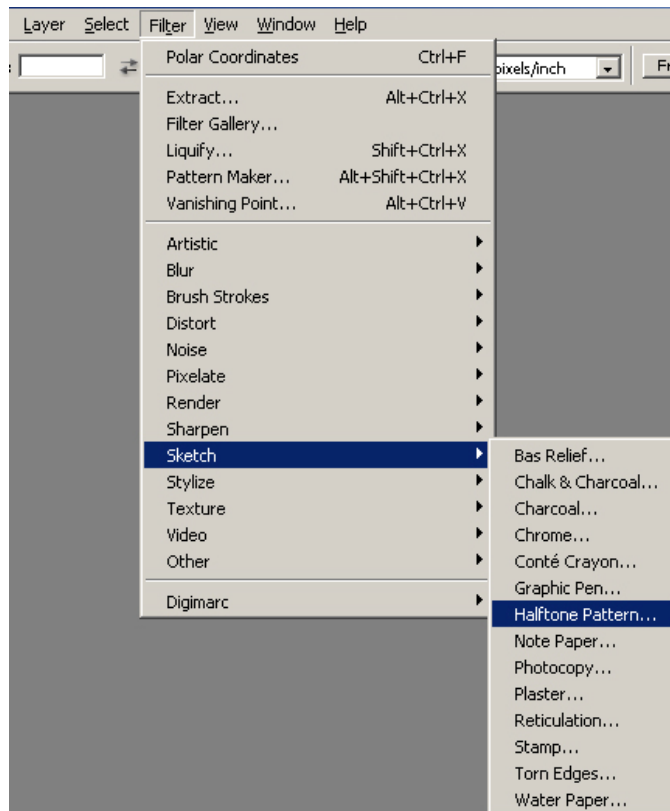 Layer Select Filter View Window Help
pixels/inch Fr
Polar Coordinates Ctrl+F
Extract... Alt+Ctrl+X
Filter Gallery...
Liquify... Shift+Ctrl+X
Pattern Maker... Alt+Shift+Ctrl+X
Vanishing Point... Alt+Ctrl+V
Artistic
Blur
Brush Strokes
Distort
Noise
Pixelate
Render
Sharpen
Sketch
Stylize
Texture
Video
Other
Digimarc
Bas Relief...
Chalk & Charcoal...
Charcoal...
Chrome...
Conté Crayon...
Graphic Pen...
Halftone Pattern...
Note Paper...
Photocopy...
Plaster...
Reticulation...
Stamp...
Torn Edges...
Water Paper...